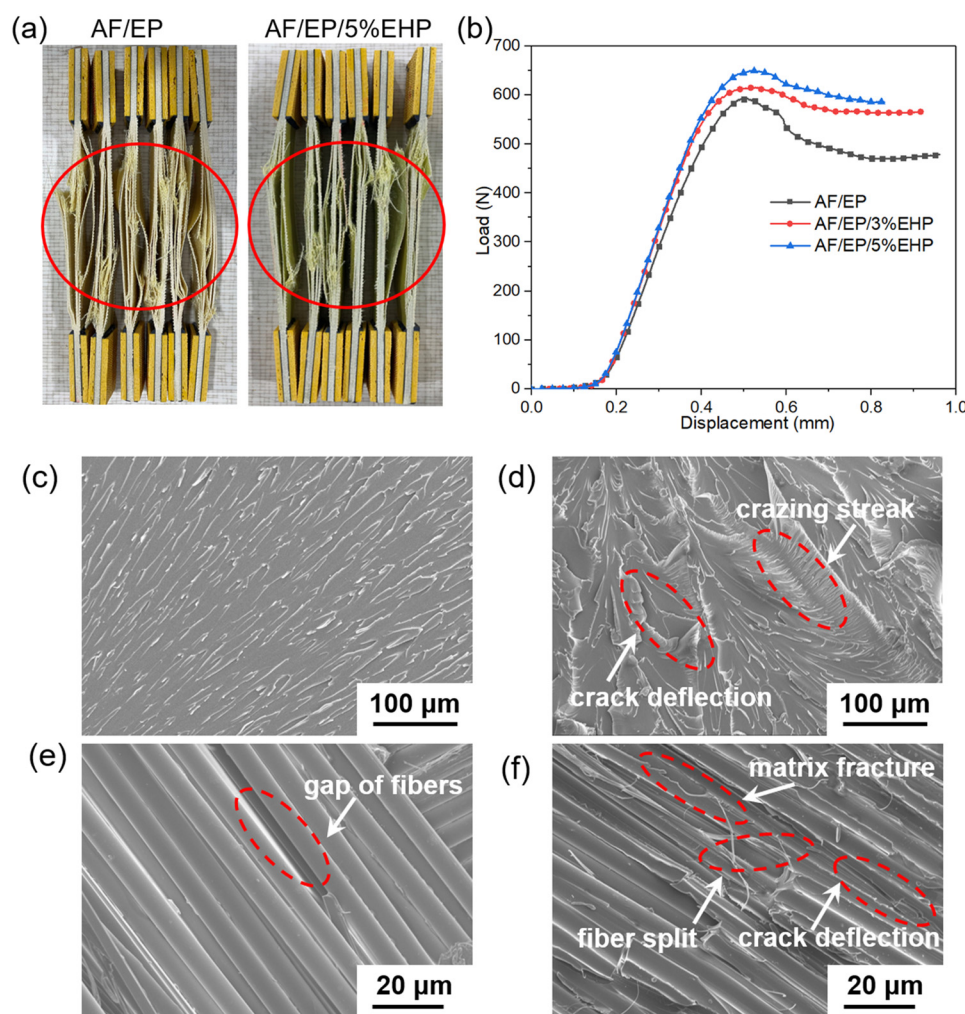 (a)
AF/EP
AF/EP/5%EHP
(b)
700
600
500
400
300
200
100
0
Load (N)
AF/EP
AF/EP/3%EHP
AF/EP/5%EHP
0.0 0.2 0.4 0.6 0.8 1.0
Displacement (mm)
(c)
100 μm
(d)
crazing streak
crack deflection
100 μm
(e)
gap of fibers
20 μm
(f)
matrix fracture
fiber split
crack deflection
20 μm